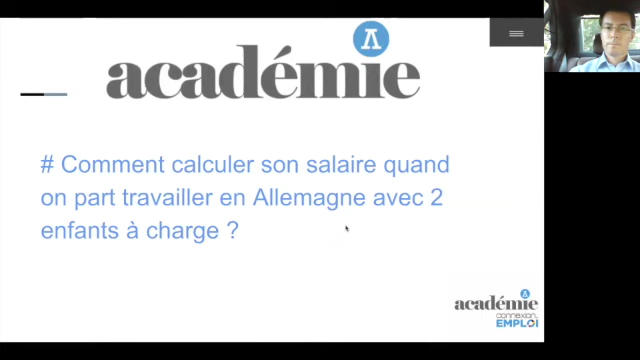 académie
# Comment calculer son salaire quand
on part travailler en Allemagne avec 2
enfants à charge ?
académie
connexion
EMPLOI